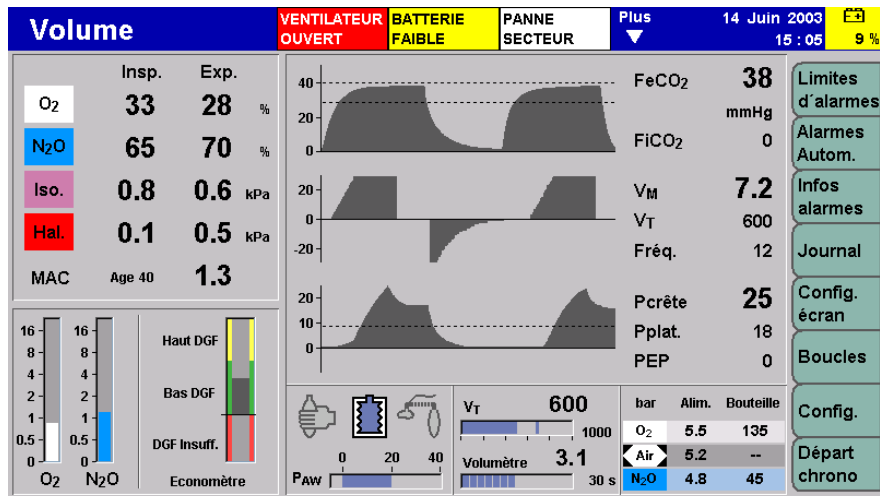 Volume
VENTILATEUR OUVERT
BATTERIE FAIBLE
PANNE SECTEUR
Plus
14 Juin 2003
15 : 05
9 %
Insp. Exp.
O2 33 28 %
N2O 65 70 %
Iso. 0.8 0.6 kPa
Hal. 0.1 0.5 kPa
MAC Age 40 1.3
40
20
0
FeCO2 38
mmHg
FiCO2 0
20
0
-20
VM 7.2
VT 600
Fréq. 12
20
10
0
Pcrête 25
Pplat. 18
PEP 0
Limites d´alarmes
Alarmes Autom.
Infos alarmes
Journal
Config. écran
Boucles
Config.
Départ chrono
16 16
8 8
4 4
2 2
1 1
0.5 0.5
0 0
O2 N2O
Haut DGF
Bas DGF
DGF Insuff.
Economètre
0 20 40
PAW
VT 600
1000
Volumètre 3.1
30 s
bar Alim. Bouteille
O2 5.5 135
Air 5.2 --
N2O 4.8 45